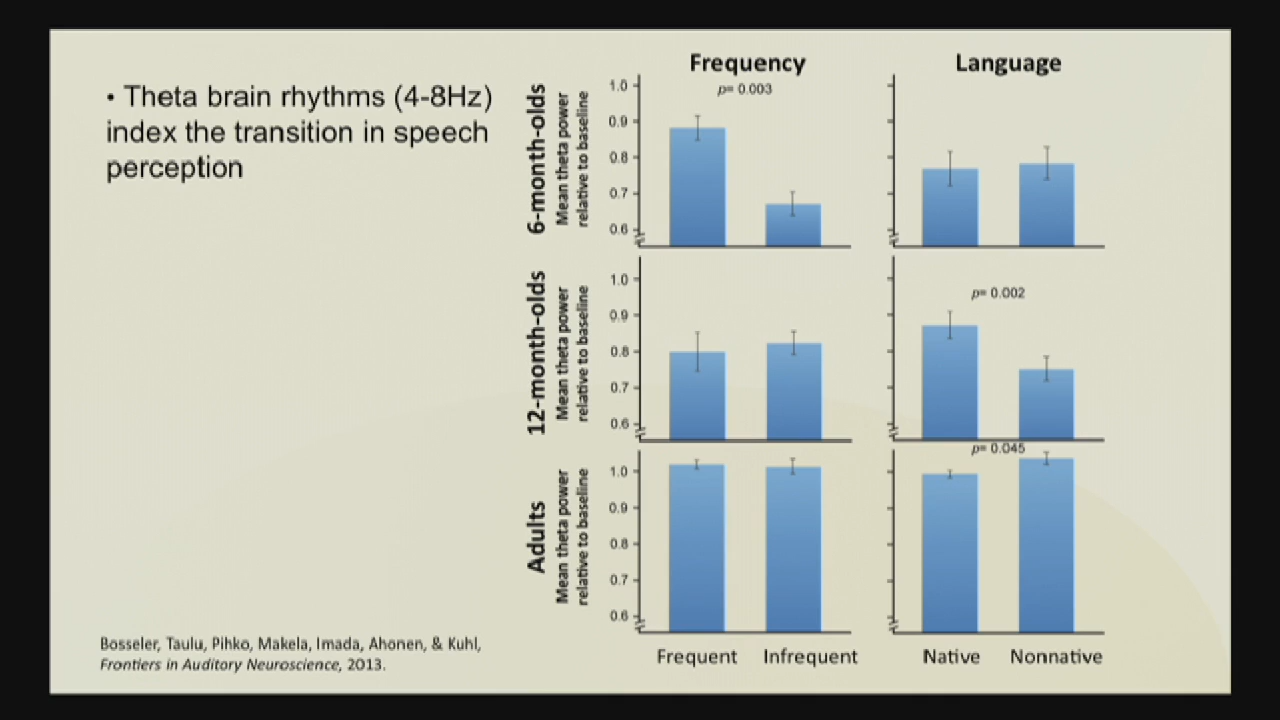 • Theta brain rhythms (4-8Hz)
index the transition in speech
perception
Frequency
Language
6-month-olds
Mean theta power
relative to baseline
1.0
0.9
0.8
0.7
0.6
p= 0.003
12-month-olds
Mean theta power
relative to baseline
1.0
0.9
0.8
0.7
0.6
p= 0.002
Adults
Mean theta power
relative to baseline
1.0
0.9
0.8
0.7
0.6
p= 0.045
Frequent
Infrequent
Native
Nonnative
Bosseler, Taulu, Pihko, Makela, Imada, Ahonen, & Kuhl,
Frontiers in Auditory Neuroscience, 2013.